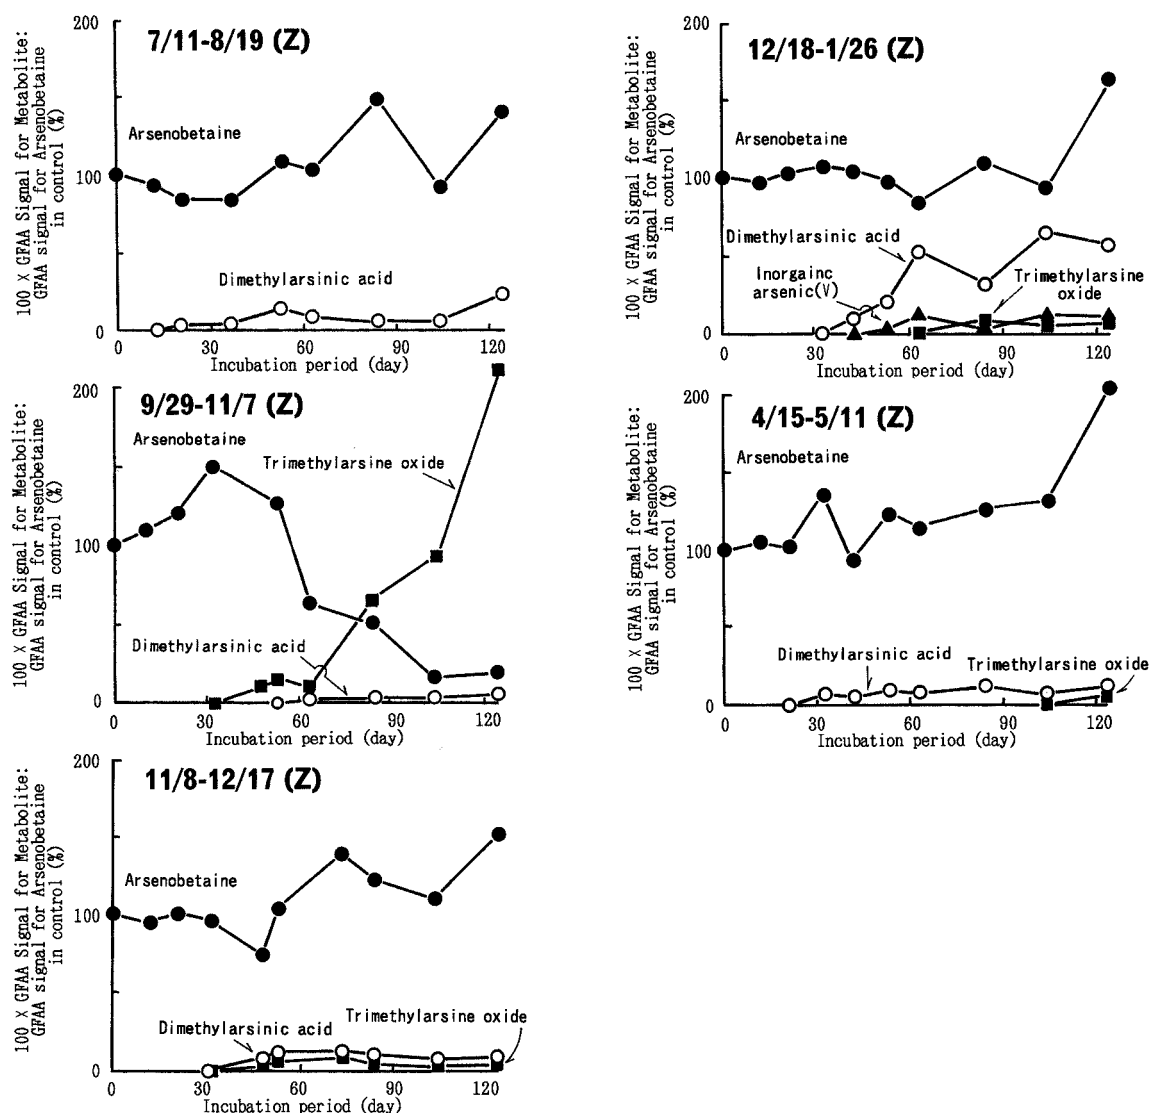 7/11-8/19 (Z)
100 X GFAA Signal for Metabolite:
GFAA signal for Arsenobetaine
in control (%)
200
100
0
Arsenobetaine
Dimethylarsinic acid
0 30 60 90 120
Incubation period (day)
9/29-11/7 (Z)
100 X GFAA Signal for Metabolite:
GFAA signal for Arsenobetaine
in control (%)
200
100
0
Arsenobetaine
Trimethylarsine oxide
Dimethylarsinic acid
0 30 60 90 120
Incubation period (day)
11/8-12/17 (Z)
100 X GFAA Signal for Metabolite:
GFAA signal for Arsenobetaine
in control (%)
200
100
0
Arsenobetaine
Trimethylarsine oxide
Dimethylarsinic acid
0 30 60 90 120
Incubation period (day)
12/18-1/26 (Z)
100 X GFAA Signal for Metabolite:
GFAA signal for Arsenobetaine
in control (%)
200
100
0
Arsenobetaine
Dimethylarsinic acid
Inorgainc
arsenic(V)
Trimethylarsine
oxide
0 30 60 90 120
Incubation period (day)
4/15-5/11 (Z)
100 X GFAA Signal for Metabolite:
GFAA signal for Arsenobetaine
in control (%)
200
100
0
Arsenobetaine
Dimethylarsinic acid
Trimethylarsine oxide
0 30 60 90 120
Incubation period (day)